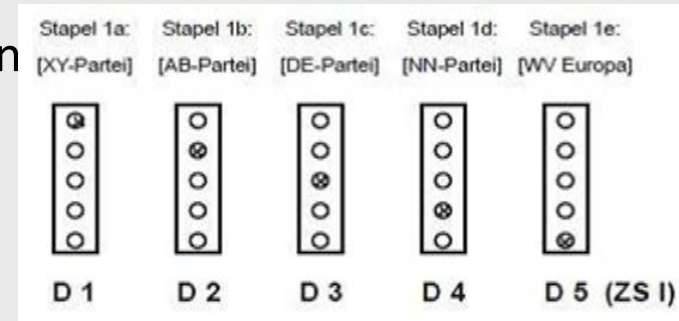 Stapel 1a: Stapel 1b: Stapel 1c: Stapel 1d: Stapel 1e:
n [XY-Partei] [AB-Partei] [DE-Partei] [NN-Partei] [WV Europa]
D 1 D 2 D 3 D 4 D 5 (ZS I)